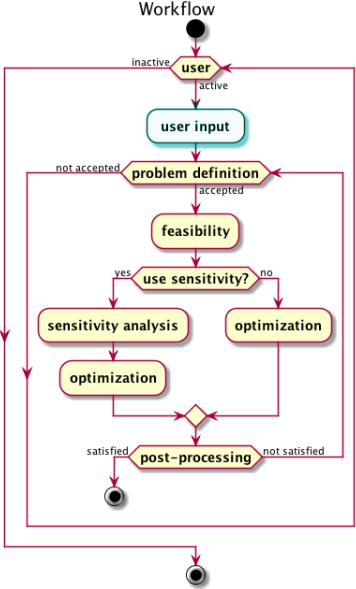 Workflow
inactive
user
active
user input
not accepted
problem definition
accepted
feasibility
yes
use sensitivity?
no
sensitivity analysis
optimization
optimization
satisfied
post-processing
not satisfied